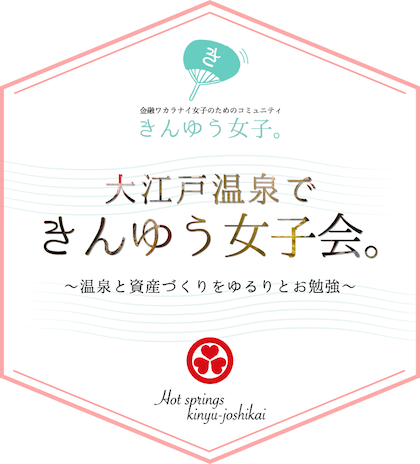 き
金融ワカラナイ女子のためのコミュニティ
きんゆう女子。
大江戸温泉で
きんゆう女子会。
〜温泉と資産づくりをゆるりとお勉強〜
Hot springs
kinyu-joshikai